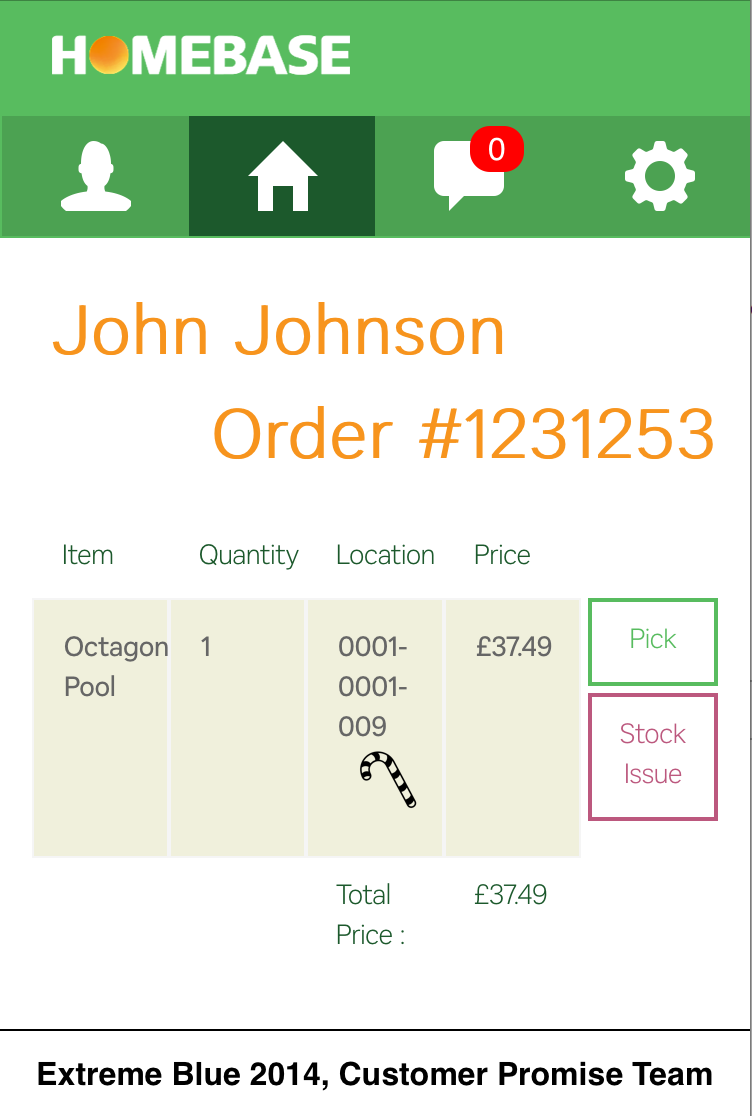 HOMEBASE
0
John Johnson
Order #1231253
Item Quantity Location Price
Octagon 1 0001- £37.49 Pick
Pool 0001-
009
Stock
Issue
Total £37.49
Price :
Extreme Blue 2014, Customer Promise Team